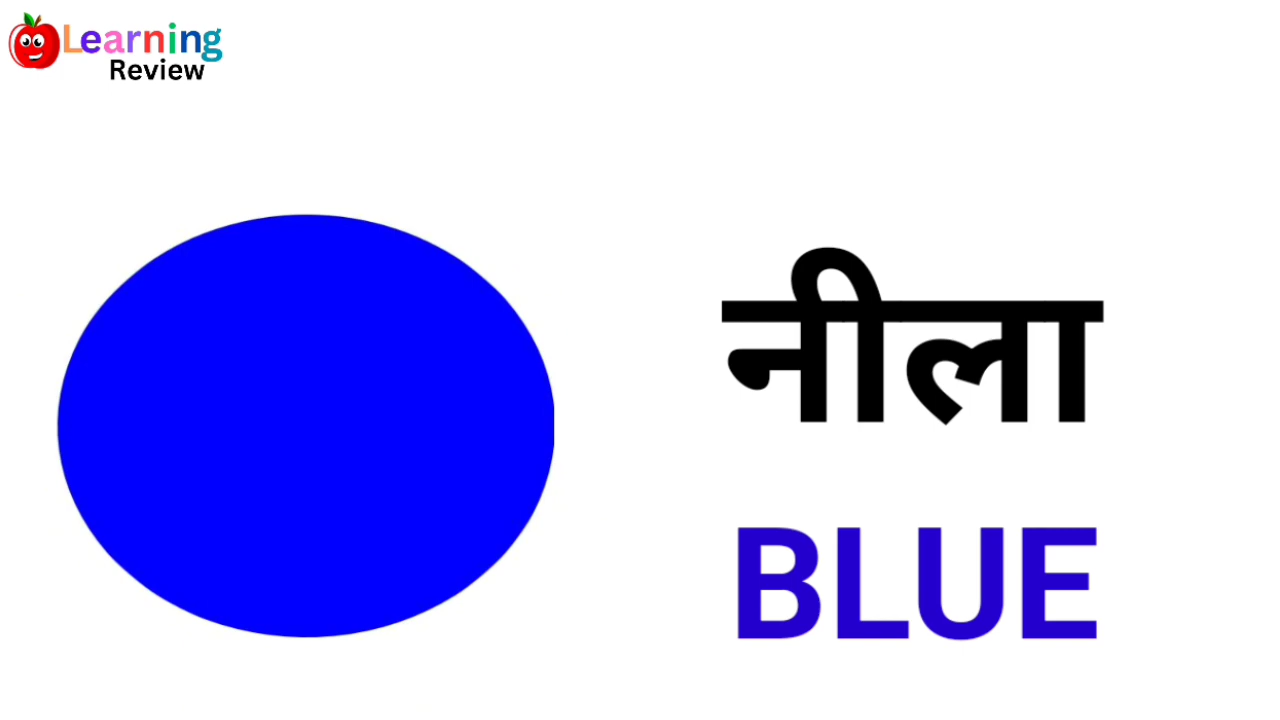 Learning
Review
नीला
BLUE